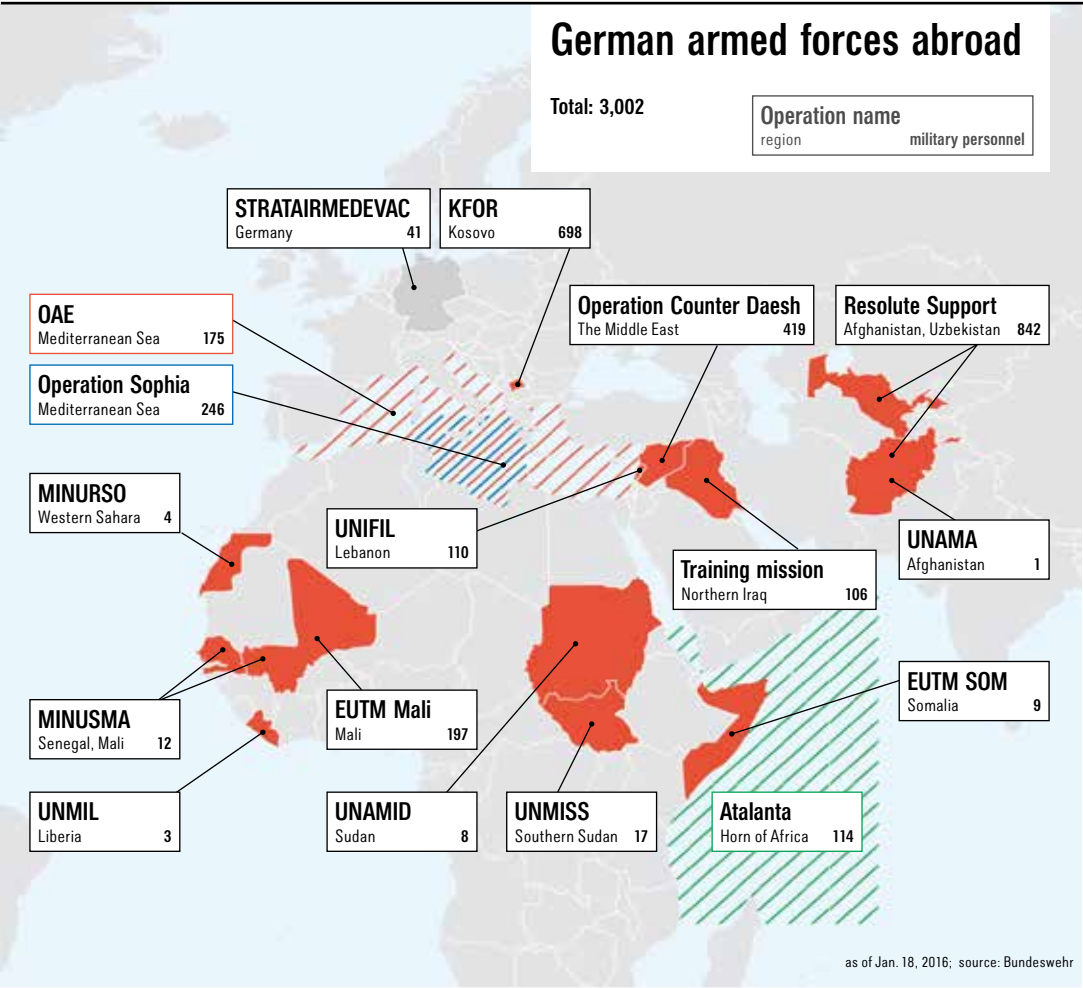 German armed forces abroad
Total: 3,002
Operation name
region military personnel
STRATAIRMEDEVAC
Germany 41
KFOR
Kosovo 698
OAE
Mediterranean Sea 175
Operation Counter Daesh
The Middle East 419
Resolute Support
Afghanistan, Uzbekistan 842
Operation Sophia
Mediterranean Sea 246
MINURSO
Western Sahara 4
UNIFIL
Lebanon 110
Training mission
Northern Iraq 106
UNAMA
Afghanistan 1
MINUSMA
Senegal, Mali 12
EUTM Mali
Mali 197
EUTM SOM
Somalia 9
UNMIL
Liberia 3
UNAMID
Sudan 8
UNMISS
Southern Sudan 17
Atalanta
Horn of Africa 114
as of Jan. 18, 2016; source: Bundeswehr